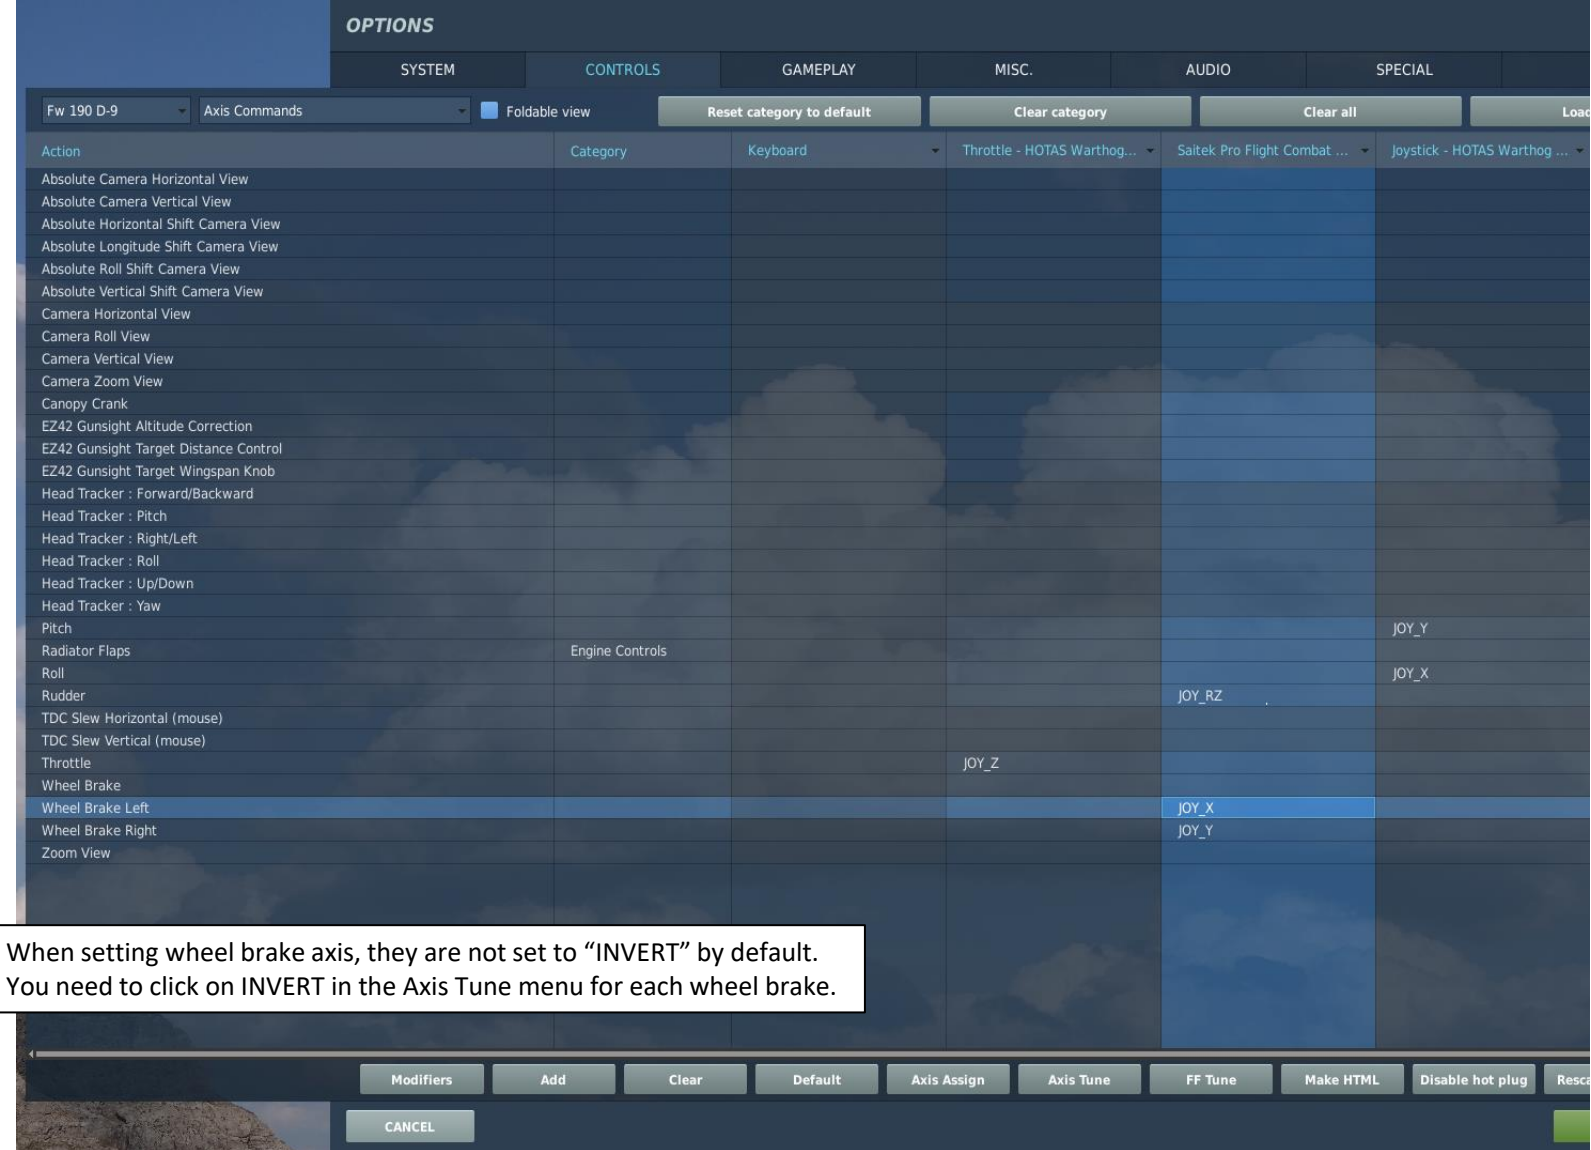 OPTIONS
SYSTEM CONTROLS GAMEPLAY MISC. AUDIO SPECIAL
Fw 190 D-9 Axis Commands Foldable view Reset category to default Clear category Clear all Load
Action Category Keyboard Throttle - HOTAS Warthog... Saitek Pro Flight Combat ... Joystick - HOTAS Warthog ...
Absolute Camera Horizontal View
Absolute Camera Vertical View
Absolute Horizontal Shift Camera View
Absolute Longitude Shift Camera View
Absolute Roll Shift Camera View
Absolute Vertical Shift Camera View
Camera Horizontal View
Camera Roll View
Camera Vertical View
Camera Zoom View
Canopy Crank
EZ42 Gunsight Altitude Correction
EZ42 Gunsight Target Distance Control
EZ42 Gunsight Target Wingspan Knob
Head Tracker : Forward/Backward
Head Tracker : Pitch
Head Tracker : Right/Left
Head Tracker : Roll
Head Tracker : Up/Down
Head Tracker : Yaw
Pitch JOY_Y
Radiator Flaps Engine Controls
Roll JOY_X
Rudder JOY_RZ
TDC Slew Horizontal (mouse)
TDC Slew Vertical (mouse)
Throttle JOY_Z
Wheel Brake
Wheel Brake Left JOY_X
Wheel Brake Right JOY_Y
Zoom View
When setting wheel brake axis, they are not set to “INVERT” by default.
You need to click on INVERT in the Axis Tune menu for each wheel brake.
Modifiers Add Clear Default Axis Assign Axis Tune FF Tune Make HTML Disable hot plug Resca
CANCEL